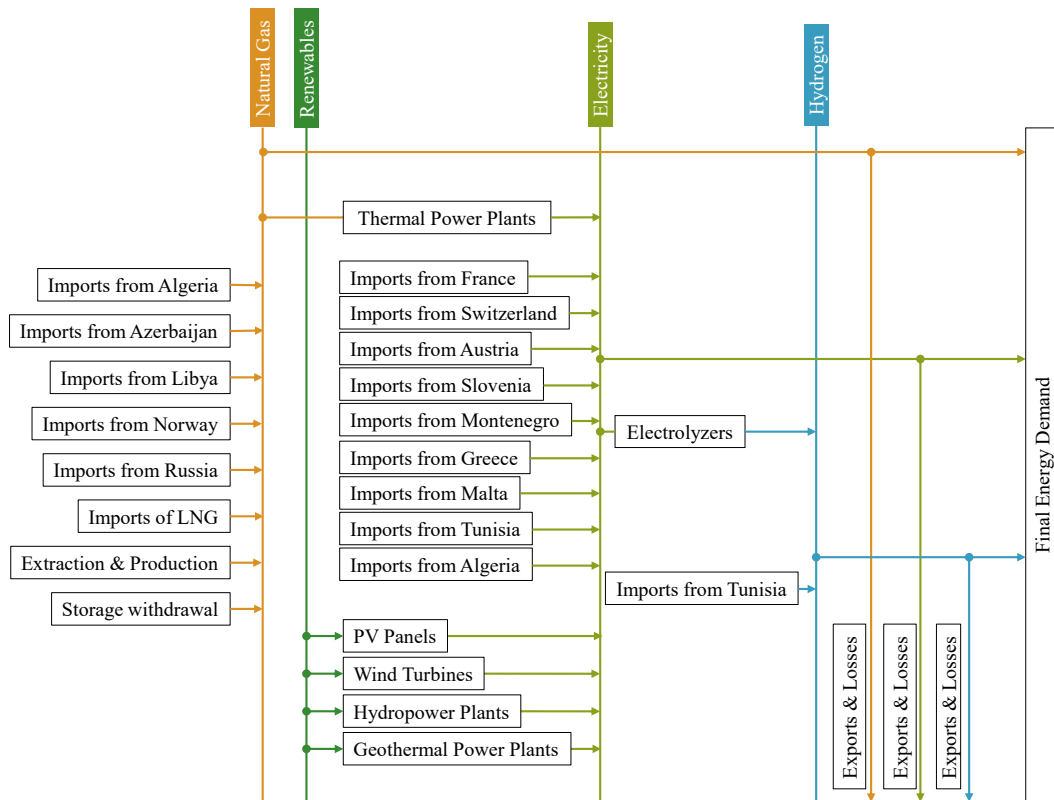 Natural Gas
Renewables
Electricity
Hydrogen
Thermal Power Plants
Imports from Algeria
Imports from Azerbaijan
Imports from Libya
Imports from Norway
Imports from Russia
Imports of LNG
Extraction & Production
Storage withdrawal
Imports from France
Imports from Switzerland
Imports from Austria
Imports from Slovenia
Imports from Montenegro
Imports from Greece
Imports from Malta
Imports from Tunisia
Imports from Algeria
PV Panels
Wind Turbines
Hydropower Plants
Geothermal Power Plants
Electrolyzers
Imports from Tunisia
Exports & Losses
Exports & Losses
Exports & Losses
Final Energy Demand